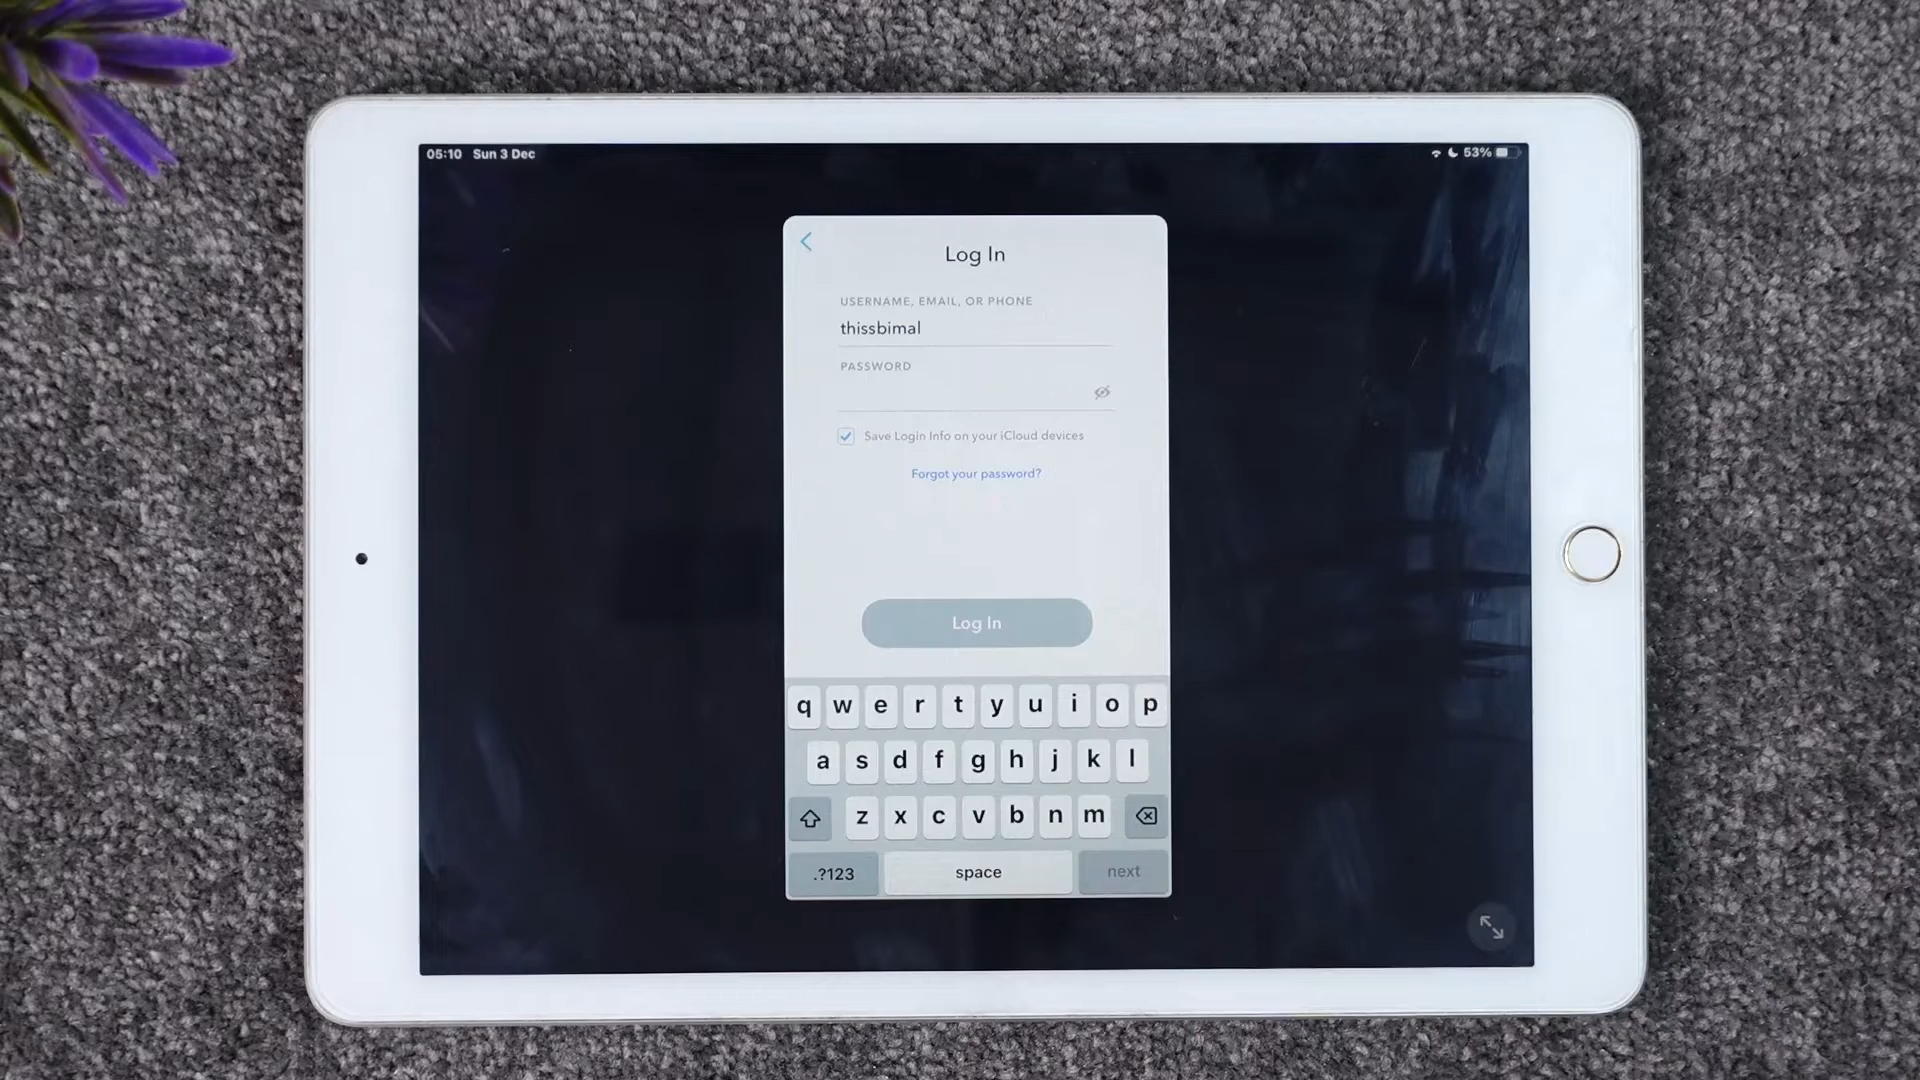 05:10 Sun 3 Dec
53%
Log In
USERNAME, EMAIL, OR PHONE
thissbimal
PASSWORD
Save Login Info on your iCloud devices
Forgot your password?
Log In
q w e r t y u i o p
a s d f g h j k l
z x c v b n m
.?123 space next